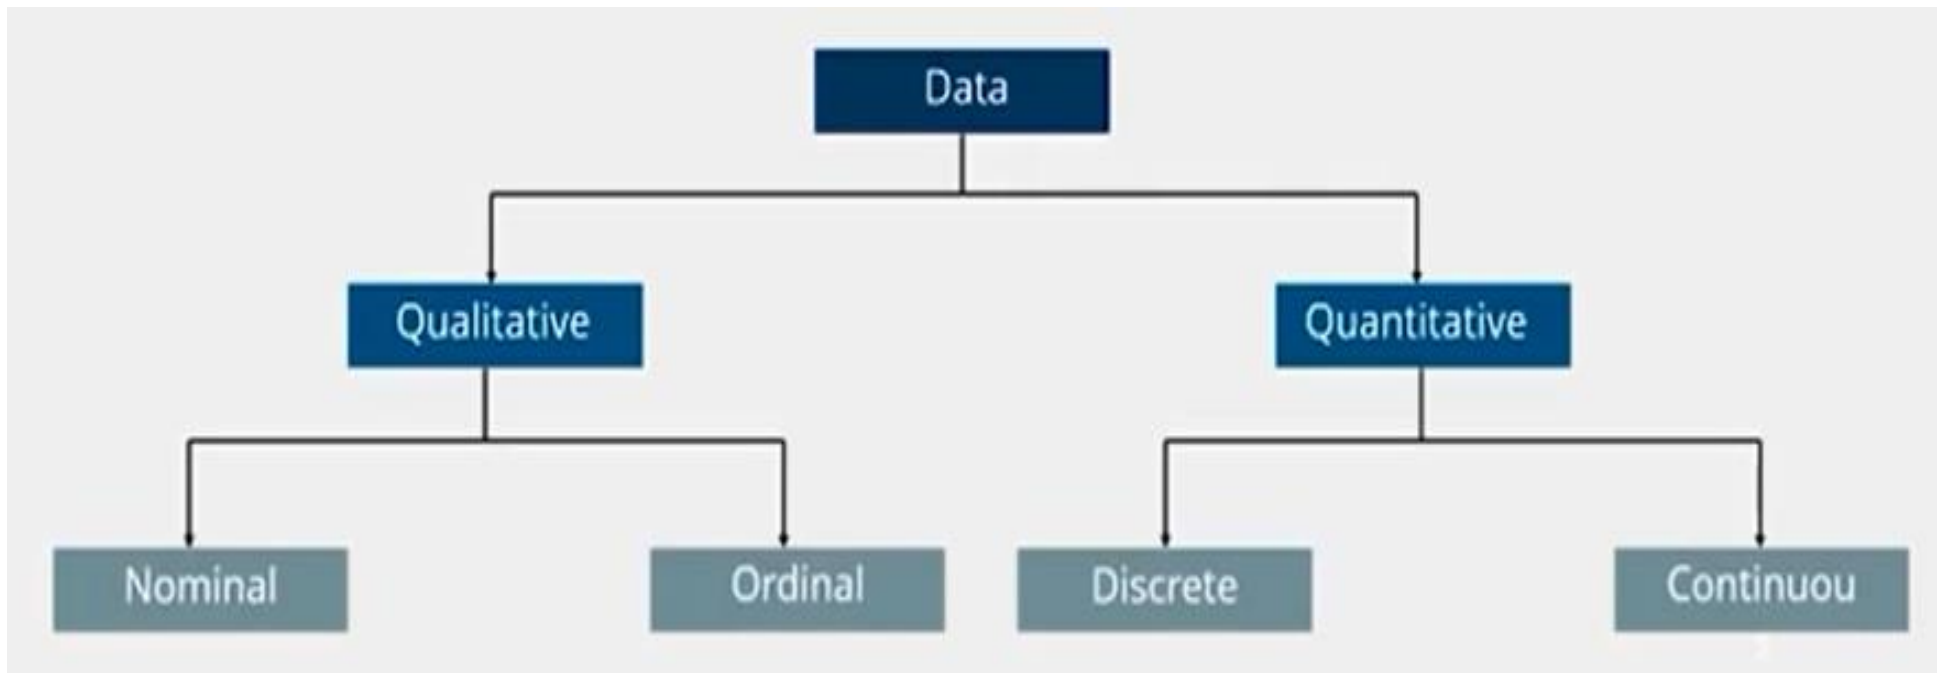 Data
Qualitative
Quantitative
Nominal
Ordinal
Discrete
Continuou